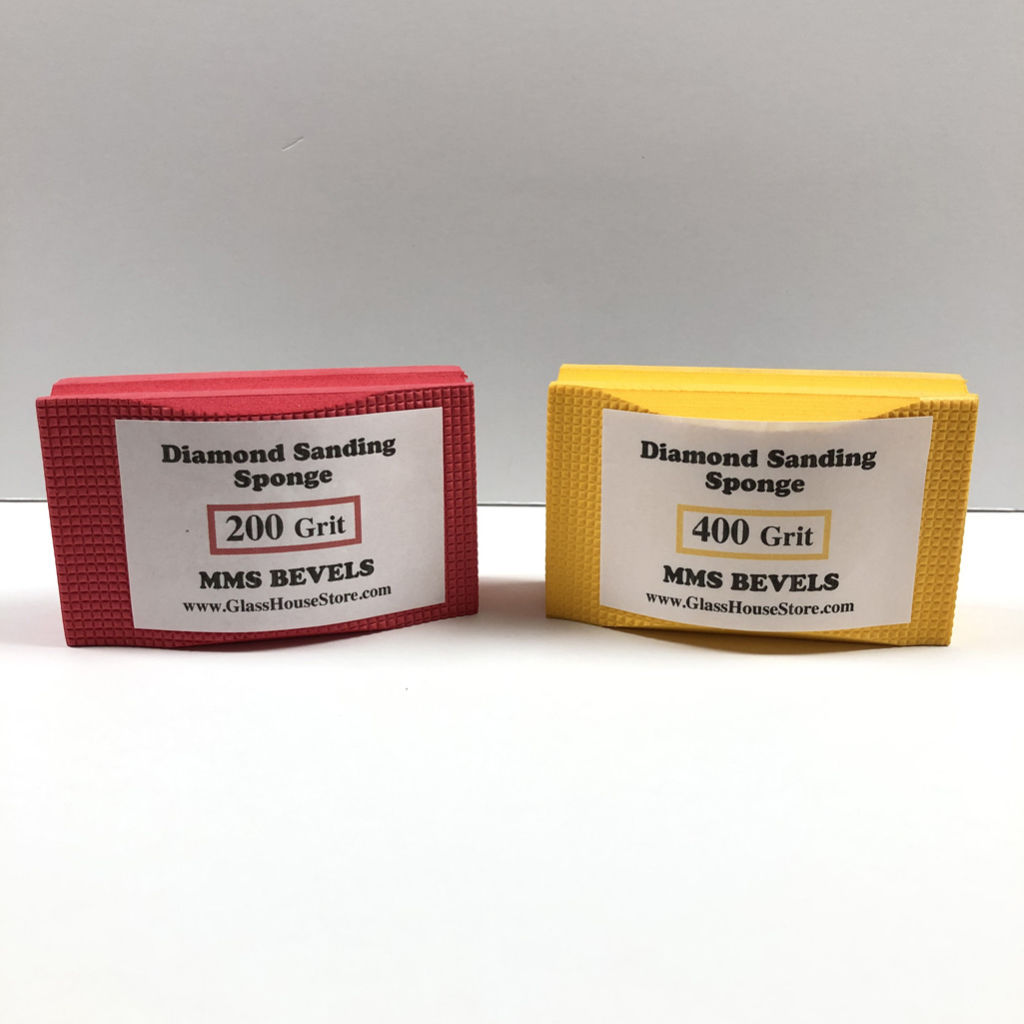 Diamond Sanding
Sponge
200 Grit
MMS BEVELS
www.GlassHouseStore.com
Diamond Sanding
Sponge
400 Grit
MMS BEVELS
www.GlassHouseStore.com